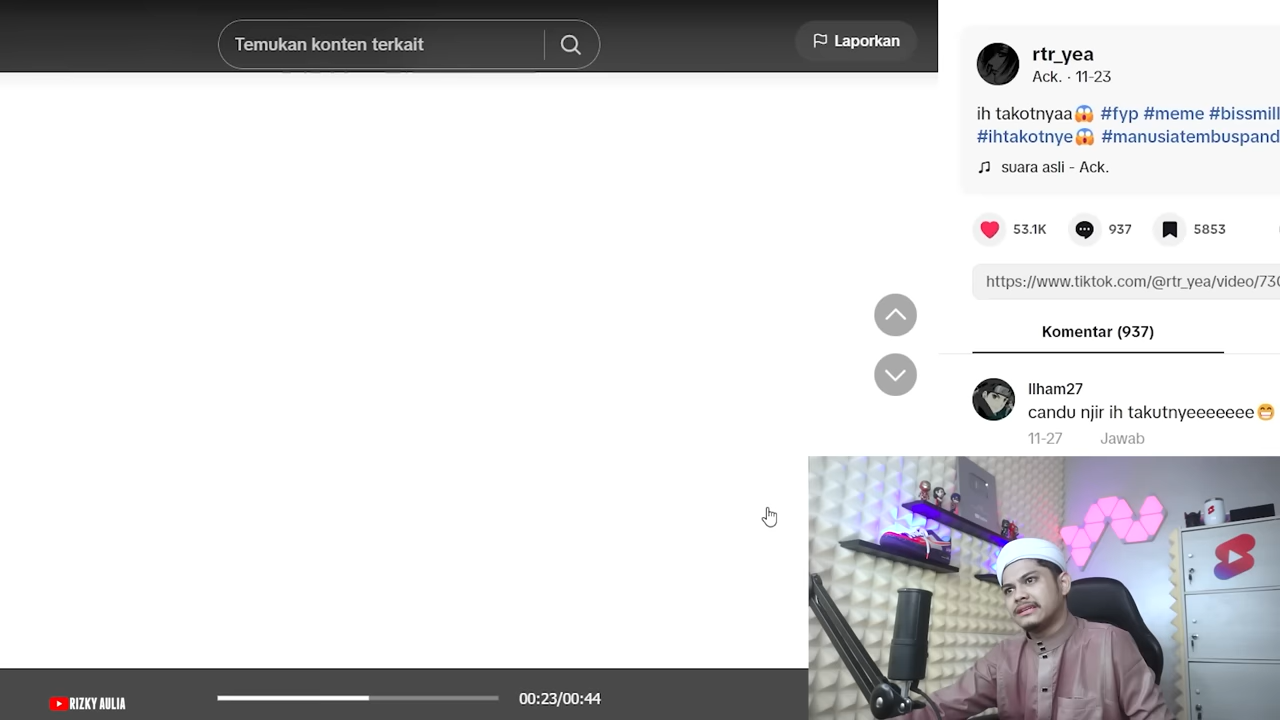 Temukan konten terkait
Laporkan
rtr_yea
Ack. · 11-23
ih takotnyaa😱 #fyp #meme #bissmill
#ihtakotnye😱 #manusiatembuspand
suara asli - Ack.
53.1K
937
5853
https://www.tiktok.com/@rtr_yea/video/730
Komentar (937)
Ilham27
candu njir ih takutnyeeeeeee😁
11-27 Jawab
RIZKY AULIA
00:23/00:44